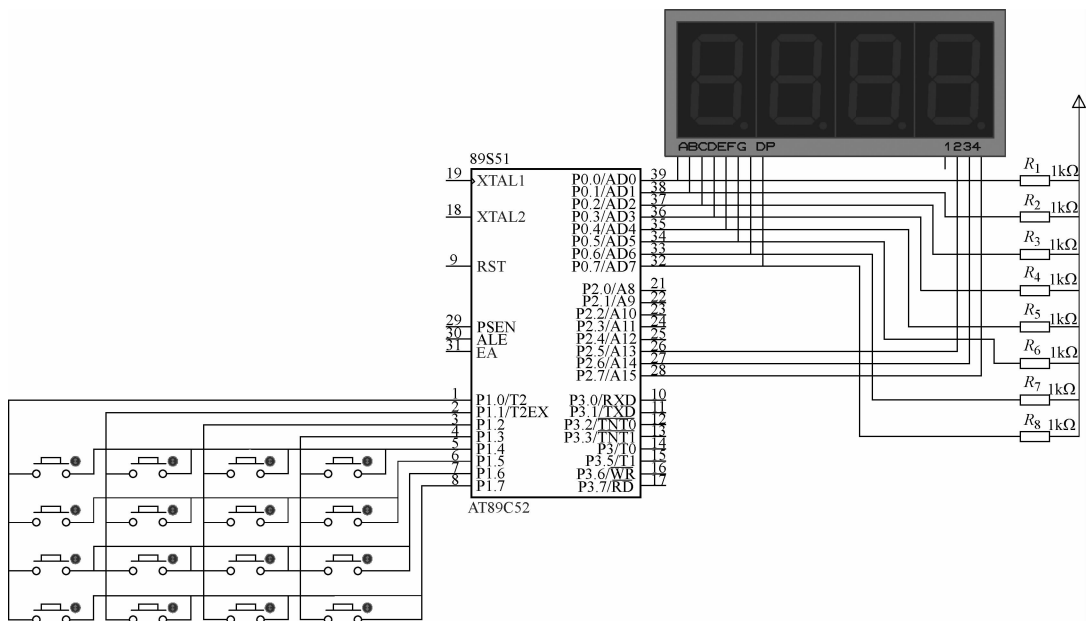 ABCDEFG DP
1234
89S51
19
XTAL1
18
XTAL2
9
RST
29
PSEN
30
ALE
31
EA
1
P1.0/T2
2
P1.1/T2EX
3
P1.2
4
P1.3
5
P1.4
6
P1.5
7
P1.6
8
P1.7
P0.0/AD0
39
P0.1/AD1
38
P0.2/AD2
37
P0.3/AD3
36
P0.4/AD4
35
P0.5/AD5
34
P0.6/AD6
33
P0.7/AD7
32
P2.0/A8
21
P2.1/A9
22
P2.2/A10
23
P2.3/A11
24
P2.4/A12
25
P2.5/A13
26
P2.6/A14
27
P2.7/A15
28
P3.0/RXD
10
P3.1/TXD
11
P3.2/TNT0
12
P3.3/TNT1
13
P3/T0
14
P3.5/T1
15
P3.6/WR
16
P3.7/RD
17
AT89C52
R1 1kΩ
R2 1kΩ
R3 1kΩ
R4 1kΩ
R5 1kΩ
R6 1kΩ
R7 1kΩ
R8 1kΩ